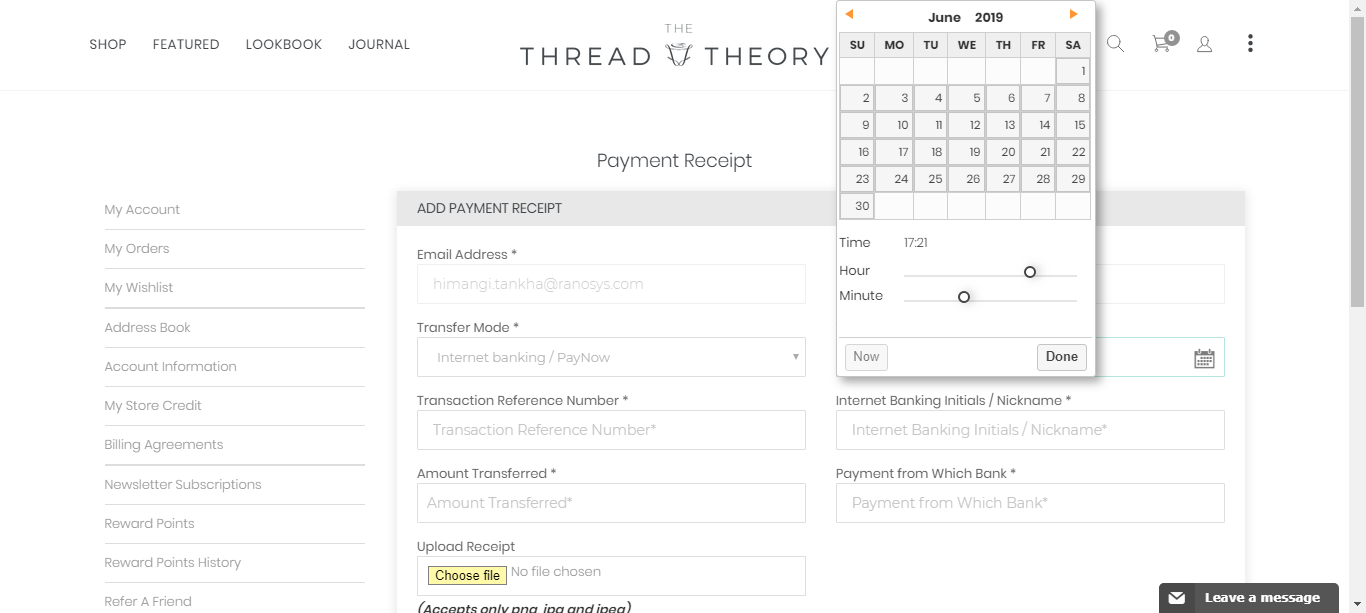 SHOP FEATURED LOOKBOOK JOURNAL
THE
THREAD THEORY
0
June 2019
SU MO TU WE TH FR SA
1
2 3 4 5 6 7 8
9 10 11 12 13 14 15
16 17 18 19 20 21 22
23 24 25 26 27 28 29
30
Time 17:21
Hour
Minute
Now Done
Payment Receipt
My Account
My Orders
My Wishlist
Address Book
Account Information
My Store Credit
Billing Agreements
Newsletter Subscriptions
Reward Points
Reward Points History
Refer A Friend
ADD PAYMENT RECEIPT
Email Address *
himangi.tankha@ranosys.com
Transfer Mode *
Internet banking / PayNow
Transaction Reference Number *
Transaction Reference Number*
Internet Banking Initials / Nickname *
Internet Banking Initials / Nickname*
Amount Transferred *
Amount Transferred*
Payment from Which Bank *
Payment from Which Bank*
Upload Receipt
Choose file No file chosen
(Accepts only png, jpg and jpeg)
Leave a message